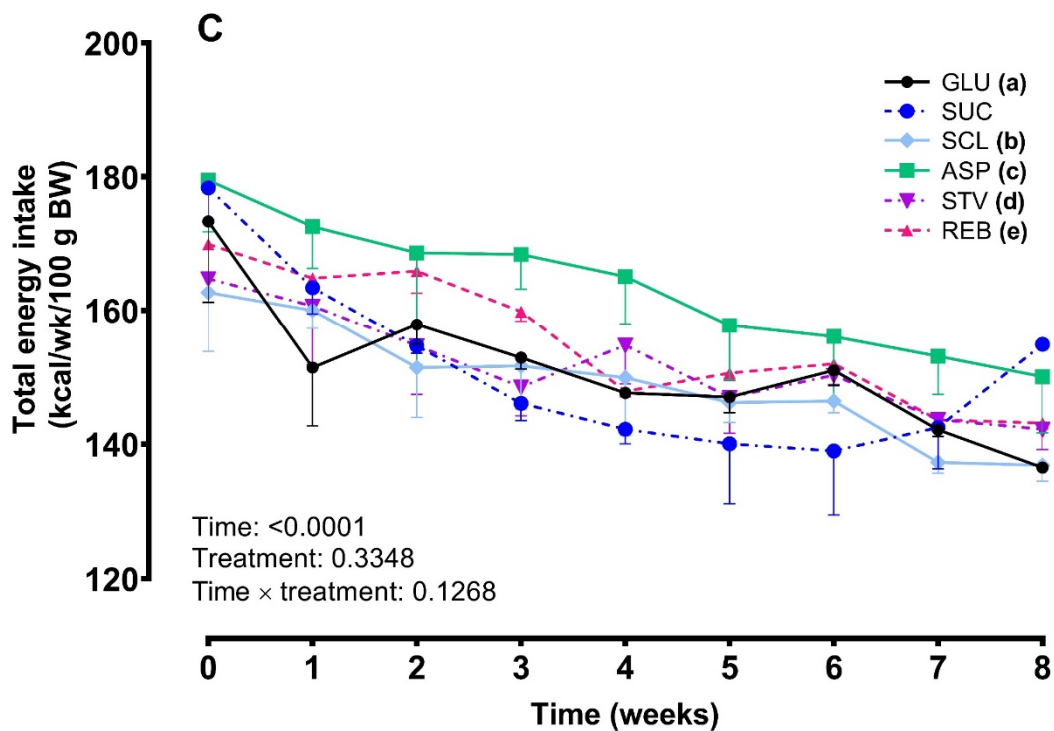 C
200
180
160
140
120
Total energy intake
(kcal/wk/100 g BW)
GLU (a)
SUC
SCL (b)
ASP (c)
STV (d)
REB (e)
Time: <0.0001
Treatment: 0.3348
Time × treatment: 0.1268
0 1 2 3 4 5 6 7 8
Time (weeks)